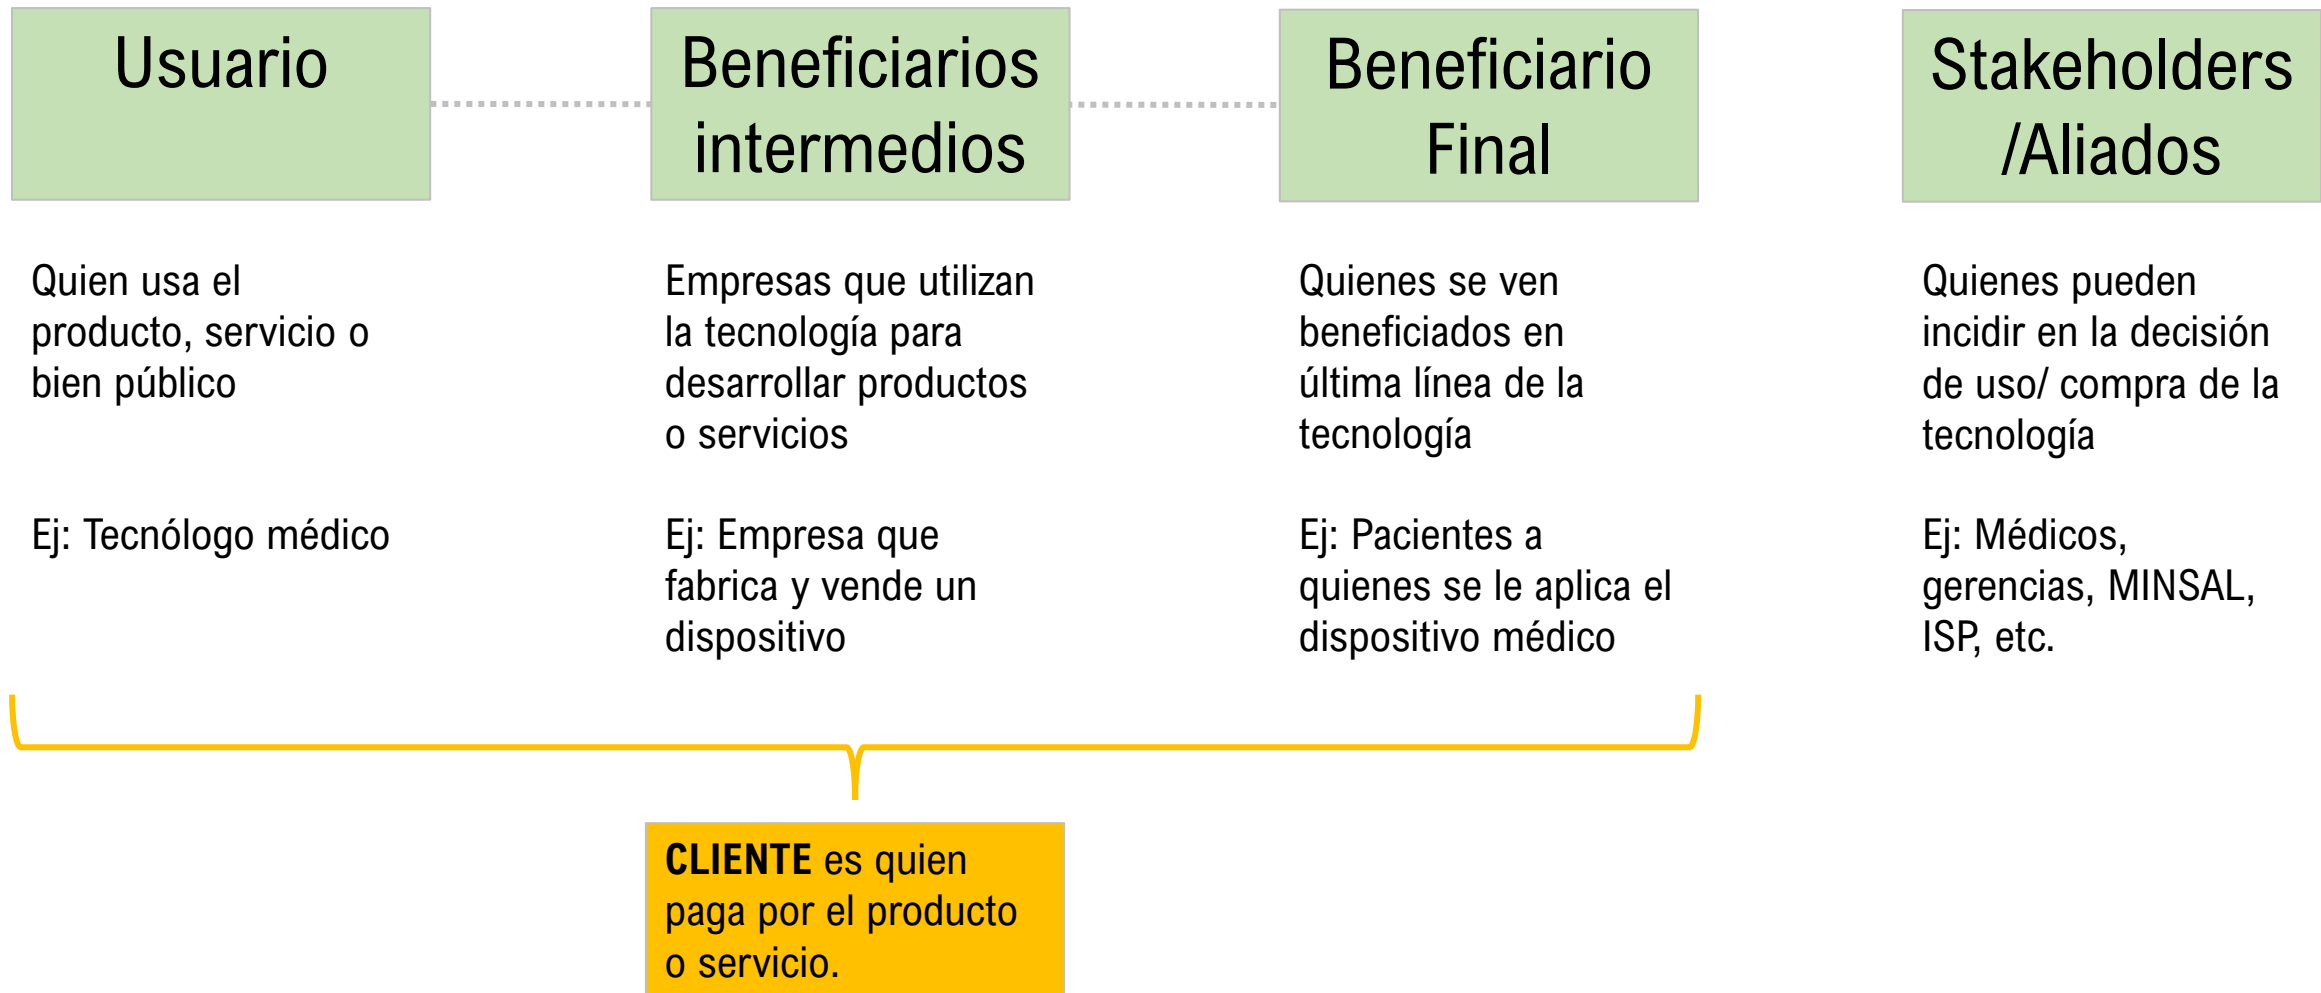 Usuario
Beneficiarios
intermedios
Beneficiario
Final
Stakeholders
/Aliados
Quien usa el
producto, servicio o
bien público
Ej: Tecnólogo médico
Empresas que utilizan
la tecnología para
desarrollar productos
o servicios
Ej: Empresa que
fabrica y vende un
dispositivo
Quienes se ven
beneficiados en
última línea de la
tecnología
Ej: Pacientes a
quienes se le aplica el
dispositivo médico
Quienes pueden
incidir en la decisión
de uso/ compra de la
tecnología
Ej: Médicos,
gerencias, MINSAL,
ISP, etc.
CLIENTE es quien
paga por el producto
o servicio.